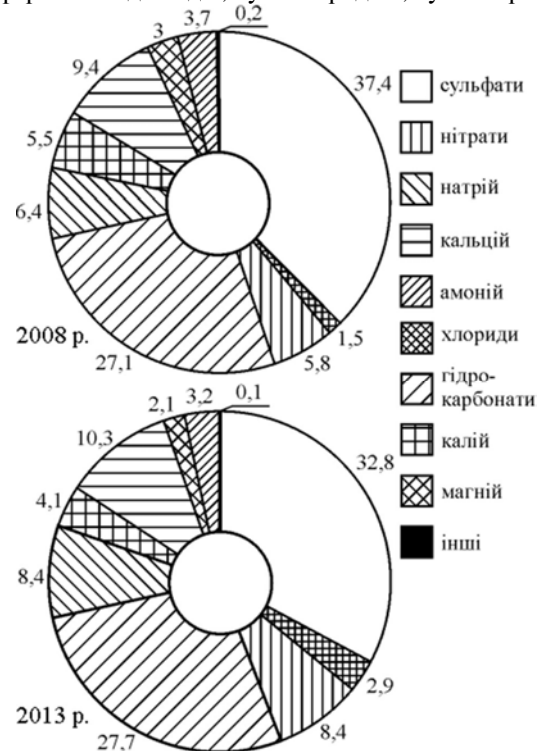 3,7
0,2
3
9,4
37,4
5,5
6,4
2008 р.
27,1
5,8
1,5
сульфати
нітрати
натрій
кальцій
амоній
хлориди
гідро-
карбонати
калій
магній
інші
3,2
0,1
2,1
10,3
32,8
4,1
8,4
2013 р.
27,7
8,4
2,9